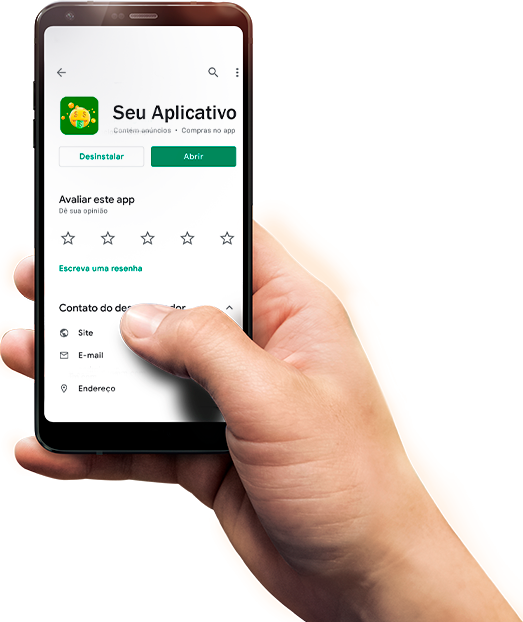 Seu Aplicativo
Contém anúncios • Compras no app
Desinstalar
Abrir
Avaliar este app
Dê sua opinião
Escreva uma resenha
Contato do des dor
Site
E-mail
Endereço